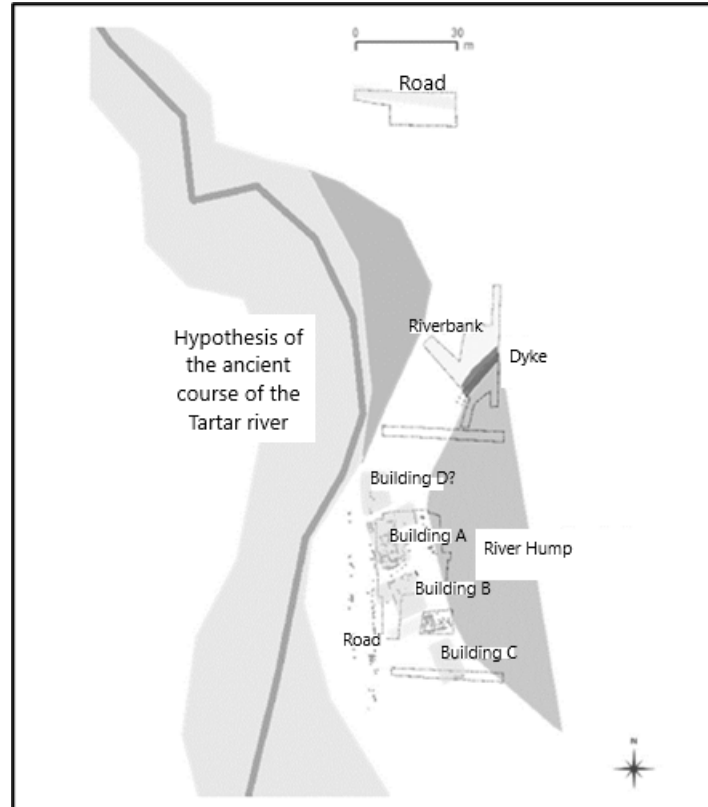 0 30
m
Road
Riverbank
Dyke
Hypothesis of
the ancient
course of the
Tartar river
Building D?
Building A
River Hump
Building B
Road
Building C
N